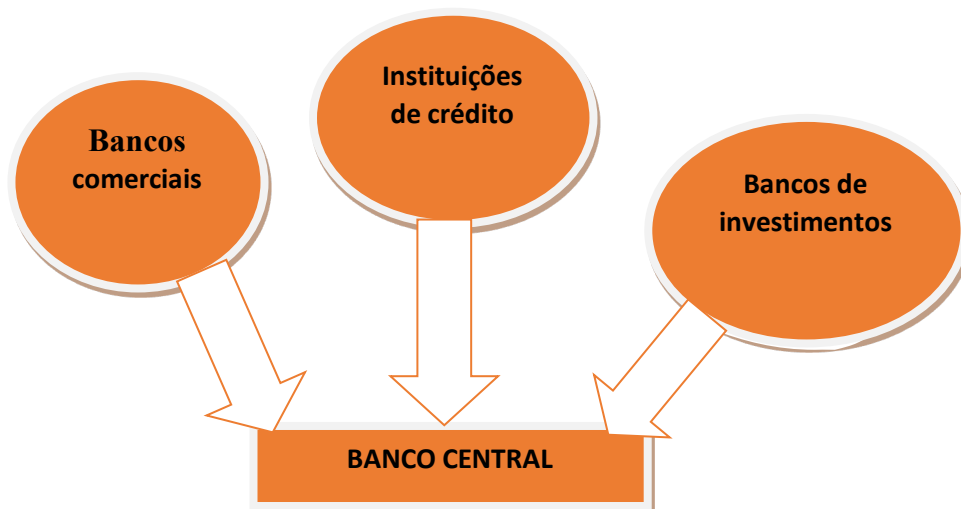 Bancos
comerciais
Instituições
de crédito
Bancos de
investimentos
BANCO CENTRAL